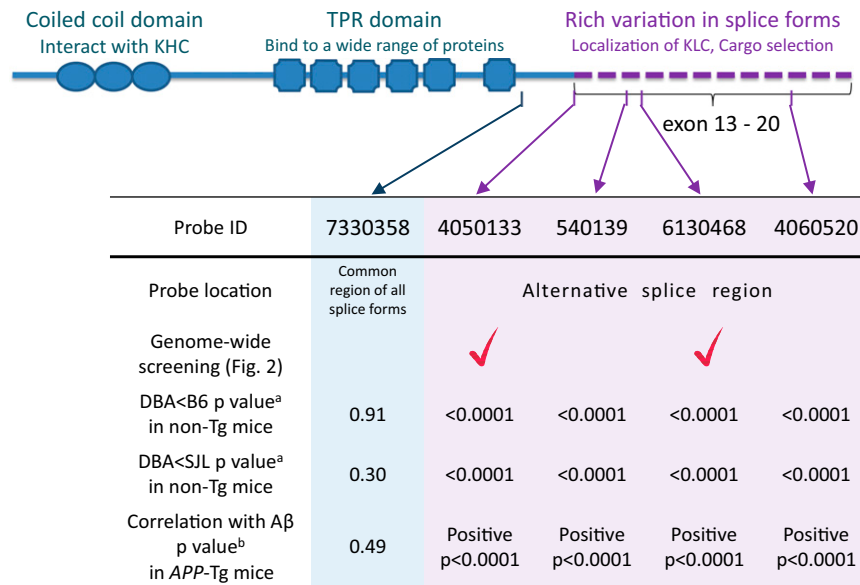 Coiled coil domain
Interact with KHC
TPR domain
Bind to a wide range of proteins
Rich variation in splice forms
Localization of KLC, Cargo selection
exon 13 - 20
Probe ID 7330358 4050133 540139 6130468 4060520
Probe location
Common
region of all
splice forms
Alternative splice region
Genome-wide
screening (Fig. 2)
DBA<B6 p valueᵃ
in non-Tg mice
0.91 <0.0001 <0.0001 <0.0001 <0.0001
DBA<SJL p valueᵃ
in non-Tg mice
0.30 <0.0001 <0.0001 <0.0001 <0.0001
Correlation with Aβ
p valueᵇ
in APP-Tg mice
0.49
Positive Positive Positive Positive
p<0.0001 p<0.0001 p<0.0001 p<0.0001